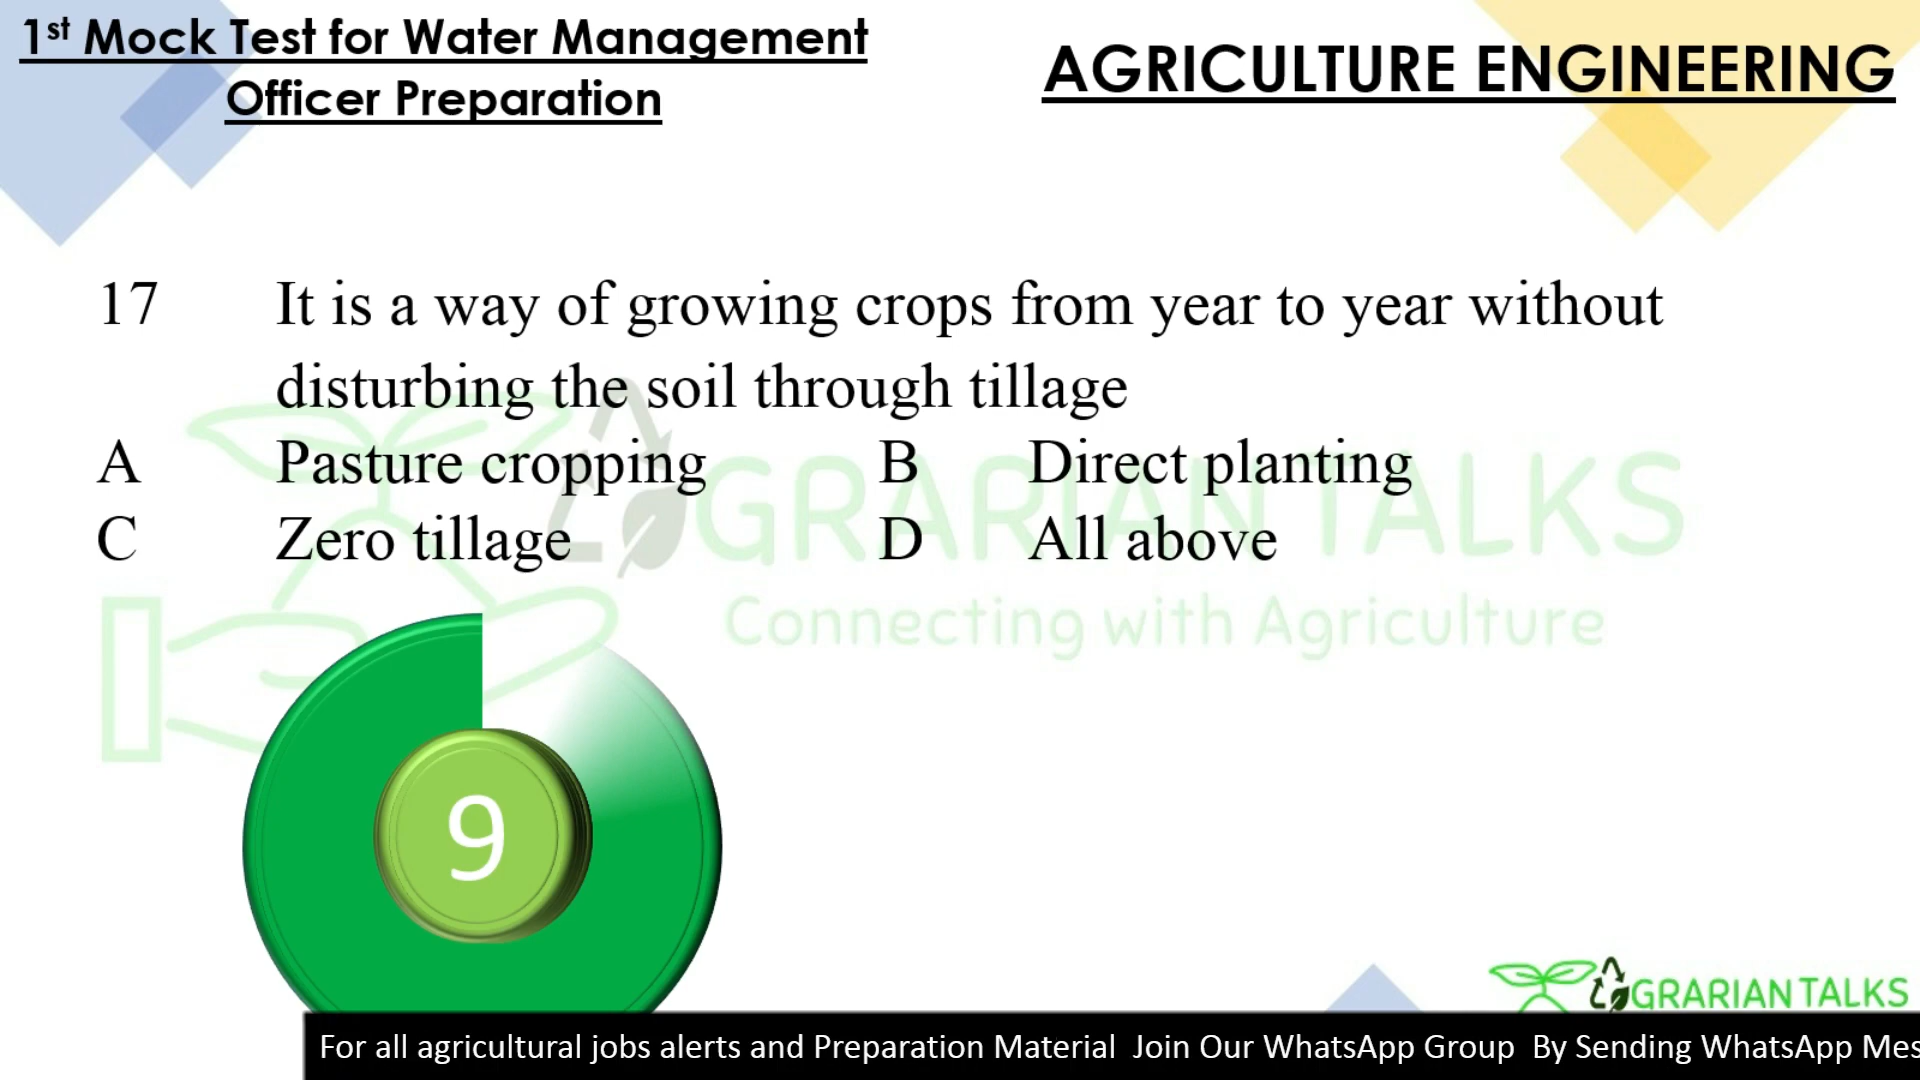 1st Mock Test for Water Management
Officer Preparation
AGRICULTURE ENGINEERING
17 It is a way of growing crops from year to year without
disturbing the soil through tillage
A Pasture cropping B Direct planting
C Zero tillage D All above
GRARIAN TALKS
Connecting with Agriculture
9
GRARIAN TALKS
For all agricultural jobs alerts and Preparation Material Join Our WhatsApp Group By Sending WhatsApp Mes